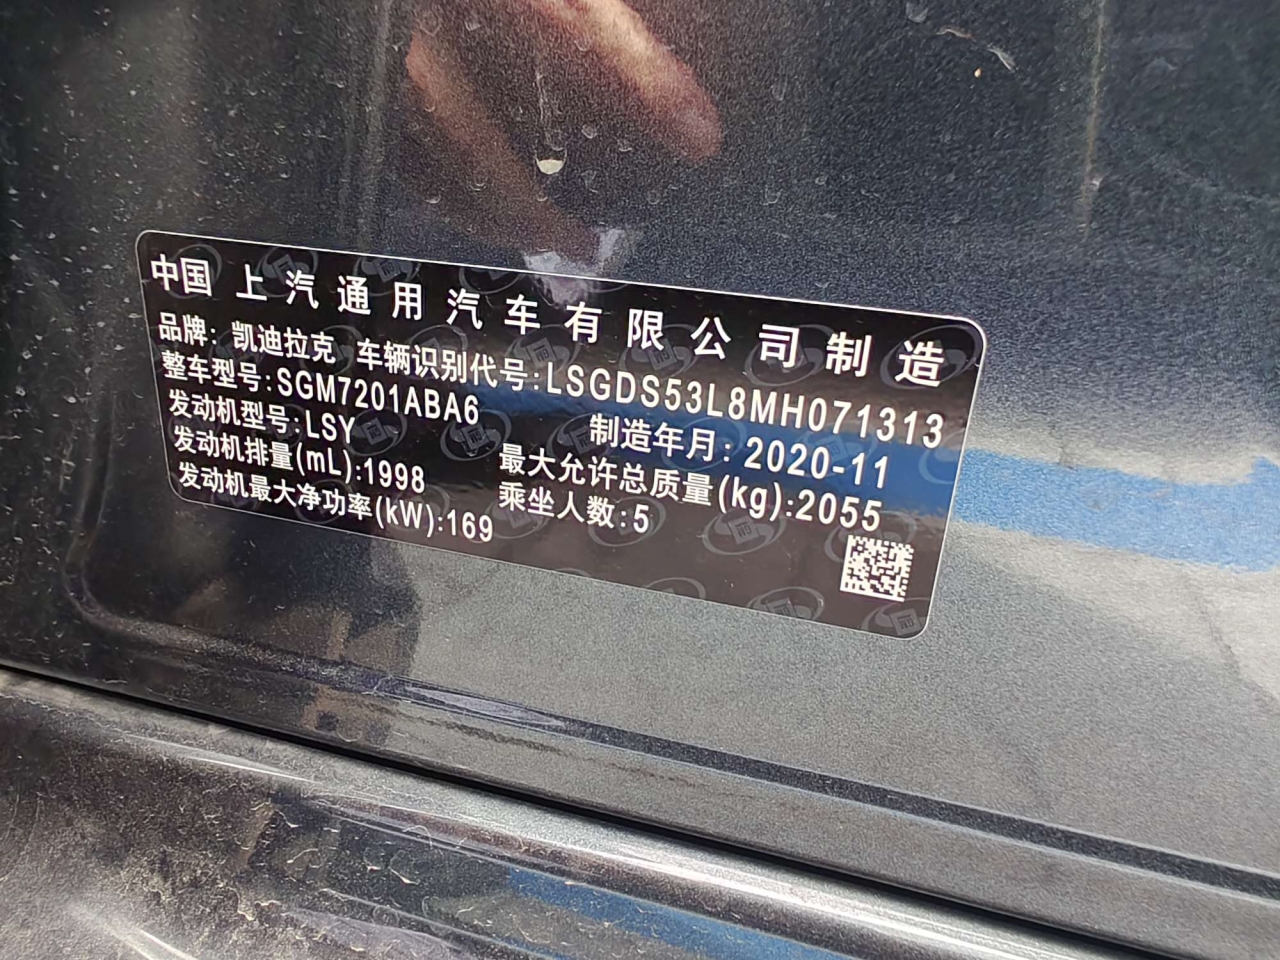 中国 上汽通用汽车有限公司制造
品牌：凯迪拉克 车辆识别代号:LSGDS53L8MH071313
整车型号:SGM7201ABA6 制造年月：2020-11
发动机型号:LSY 最大允许总质量(kg):2055
发动机排量(mL):1998 乘坐人数:5
发动机最大净功率(kW):169